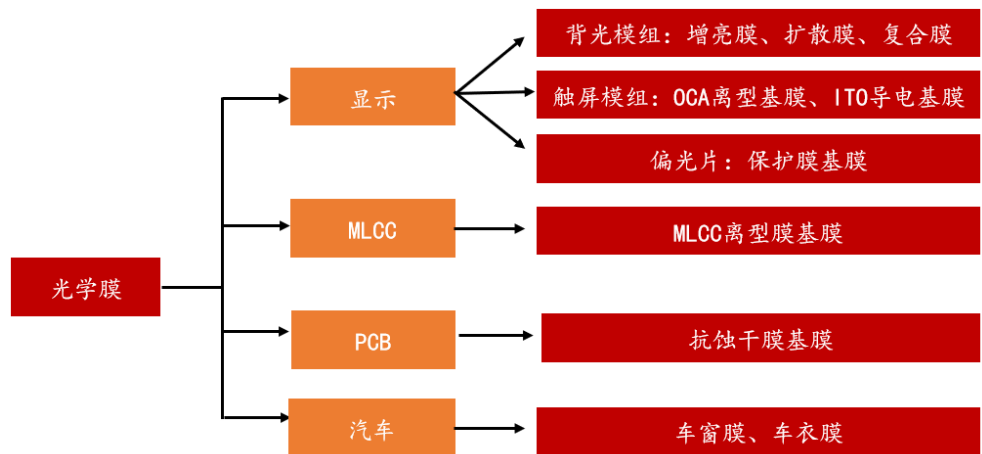 光学膜
显示
背光模组：增亮膜、扩散膜、复合膜
触屏模组：OCA离型基膜、ITO导电基膜
偏光片：保护膜基膜
MLCC
MLCC离型膜基膜
PCB
抗蚀干膜基膜
汽车
车窗膜、车衣膜